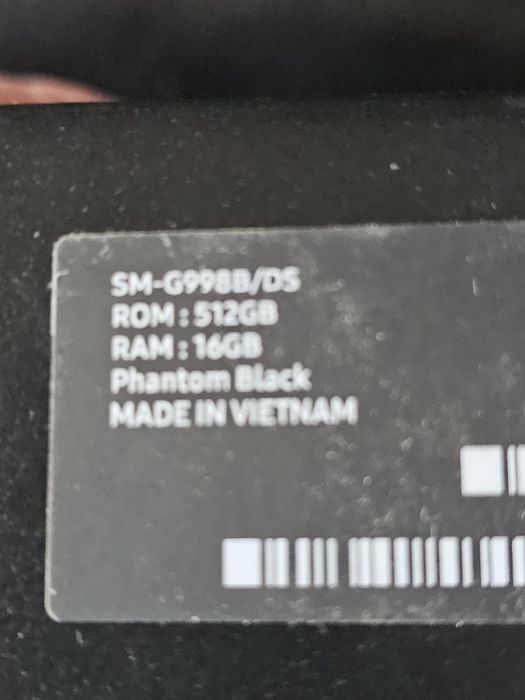 SM-G998B/DS
ROM : 512GB
RAM : 16GB
Phantom Black
MADE IN VIETNAM